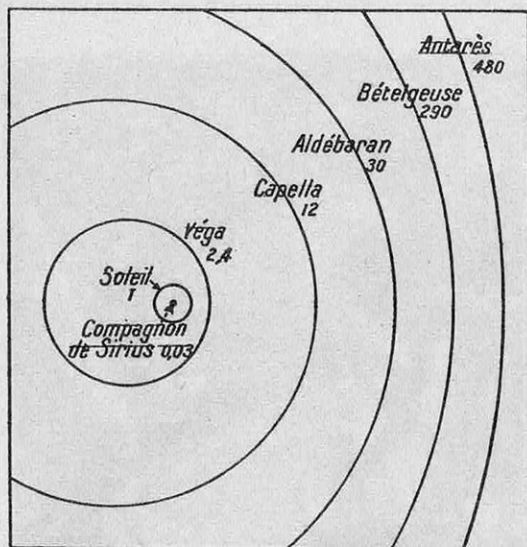 Antarès
480
Bételgeuse
290
Aldébaran
30
Capella
12
Véga
2,4
Soleil
1
Compagnon
de Sirius 0,03